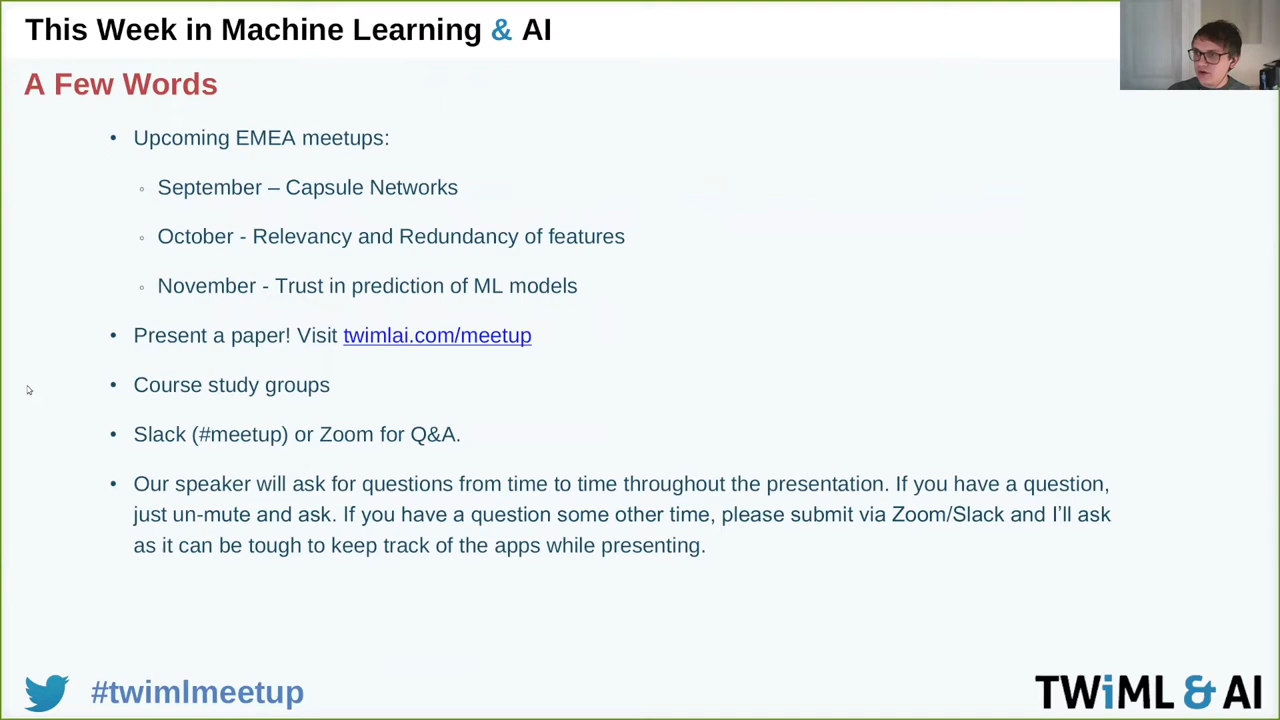 This Week in Machine Learning & AI
A Few Words
• Upcoming EMEA meetups:
◦ September – Capsule Networks
◦ October - Relevancy and Redundancy of features
◦ November - Trust in prediction of ML models
• Present a paper! Visit twimlai.com/meetup
• Course study groups
• Slack (#meetup) or Zoom for Q&A.
• Our speaker will ask for questions from time to time throughout the presentation. If you have a question,
just un-mute and ask. If you have a question some other time, please submit via Zoom/Slack and I’ll ask
as it can be tough to keep track of the apps while presenting.
#twimlmeetup
TWiML & AI